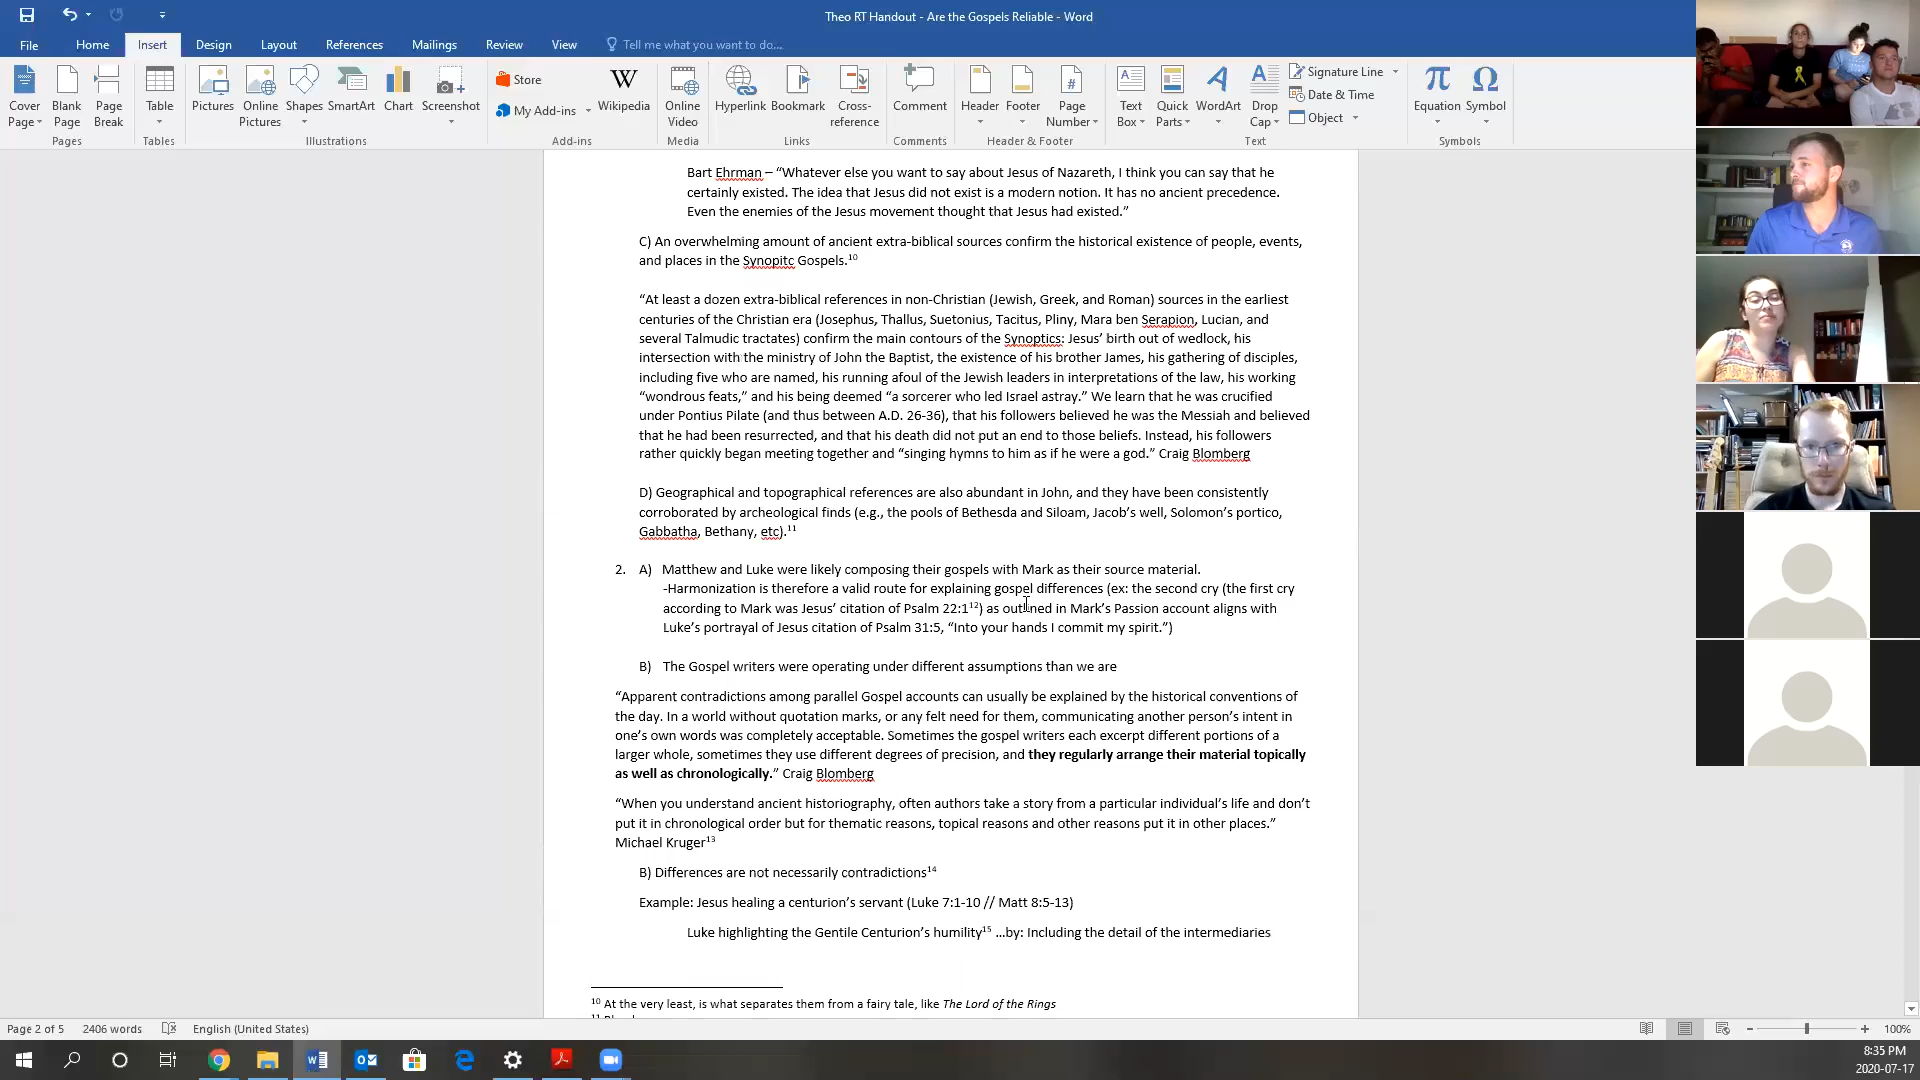 Theo RT Handout - Are the Gospels Reliable - Word
File Home Insert Design Layout References Mailings Review View Tell me what you want to do...
Cover Page
Blank Page
Page Break
Table
Pictures
Online Pictures
Shapes
SmartArt
Chart
Screenshot
Store
My Add-ins
Wikipedia
Online Video
Hyperlink
Bookmark
Cross-reference
Comment
Header
Footer
Page Number
Text Box
Quick Parts
WordArt
Drop Cap
Signature Line
Date & Time
Object
Equation
Symbol
Pages Tables Illustrations Add-ins Media Links Comments Header & Footer Text Symbols
Bart Ehrman – “Whatever else you want to say about Jesus of Nazareth, I think you can say that he
certainly existed. The idea that Jesus did not exist is a modern notion. It has no ancient precedence.
Even the enemies of the Jesus movement thought that Jesus had existed.”
C) An overwhelming amount of ancient extra-biblical sources confirm the historical existence of people, events,
and places in the Synopitc Gospels.10
“At least a dozen extra-biblical references in non-Christian (Jewish, Greek, and Roman) sources in the earliest
centuries of the Christian era (Josephus, Thallus, Suetonius, Tacitus, Pliny, Mara ben Serapion, Lucian, and
several Talmudic tractates) confirm the main contours of the Synoptics: Jesus’ birth out of wedlock, his
intersection with the ministry of John the Baptist, the existence of his brother James, his gathering of disciples,
including five who are named, his running afoul of the Jewish leaders in interpretations of the law, his working
“wondrous feats,” and his being deemed “a sorcerer who led Israel astray.” We learn that he was crucified
under Pontius Pilate (and thus between A.D. 26-36), that his followers believed he was the Messiah and believed
that he had been resurrected, and that his death did not put an end to those beliefs. Instead, his followers
rather quickly began meeting together and “singing hymns to him as if he were a god.” Craig Blomberg
D) Geographical and topographical references are also abundant in John, and they have been consistently
corroborated by archeological finds (e.g., the pools of Bethesda and Siloam, Jacob’s well, Solomon’s portico,
Gabbatha, Bethany, etc).11
2. A) Matthew and Luke were likely composing their gospels with Mark as their source material.
-Harmonization is therefore a valid route for explaining gospel differences (ex: the second cry (the first cry
according to Mark was Jesus’ citation of Psalm 22:112) as outlined in Mark’s Passion account aligns with
Luke’s portrayal of Jesus citation of Psalm 31:5, “Into your hands I commit my spirit.”)
B) The Gospel writers were operating under different assumptions than we are
“Apparent contradictions among parallel Gospel accounts can usually be explained by the historical conventions of
the day. In a world without quotation marks, or any felt need for them, communicating another person’s intent in
one’s own words was completely acceptable. Sometimes the gospel writers each excerpt different portions of a
larger whole, sometimes they use different degrees of precision, and they regularly arrange their material topically
as well as chronologically.” Craig Blomberg
“When you understand ancient historiography, often authors take a story from a particular individual’s life and don’t
put it in chronological order but for thematic reasons, topical reasons and other reasons put it in other places.”
Michael Kruger13
B) Differences are not necessarily contradictions14
Example: Jesus healing a centurion’s servant (Luke 7:1-10 // Matt 8:5-13)
Luke highlighting the Gentile Centurion’s humility15 ...by: Including the detail of the intermediaries
10 At the very least, is what separates them from a fairy tale, like The Lord of the Rings
Page 2 of 5 2406 words English (United States) 100%
8:35 PM
2020-07-17